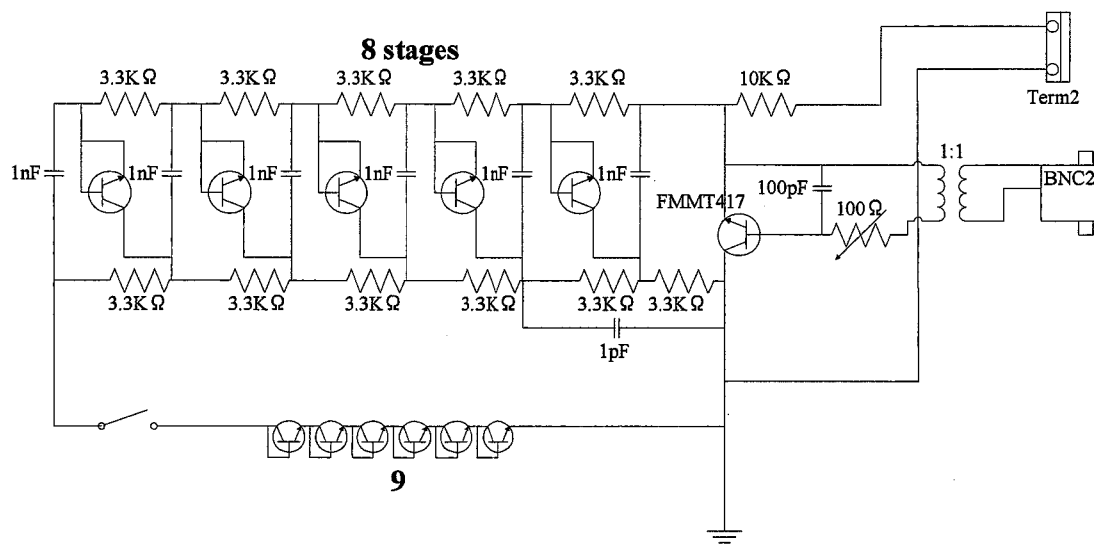 8 stages
3.3KΩ 3.3KΩ 3.3KΩ 3.3KΩ 3.3KΩ 10KΩ
Term2
1:1
1nF 1nF 1nF 1nF 1nF 1nF
BNC2
100pF
FMMT417
100Ω
3.3KΩ 3.3KΩ 3.3KΩ 3.3KΩ 3.3KΩ 3.3KΩ
1pF
9